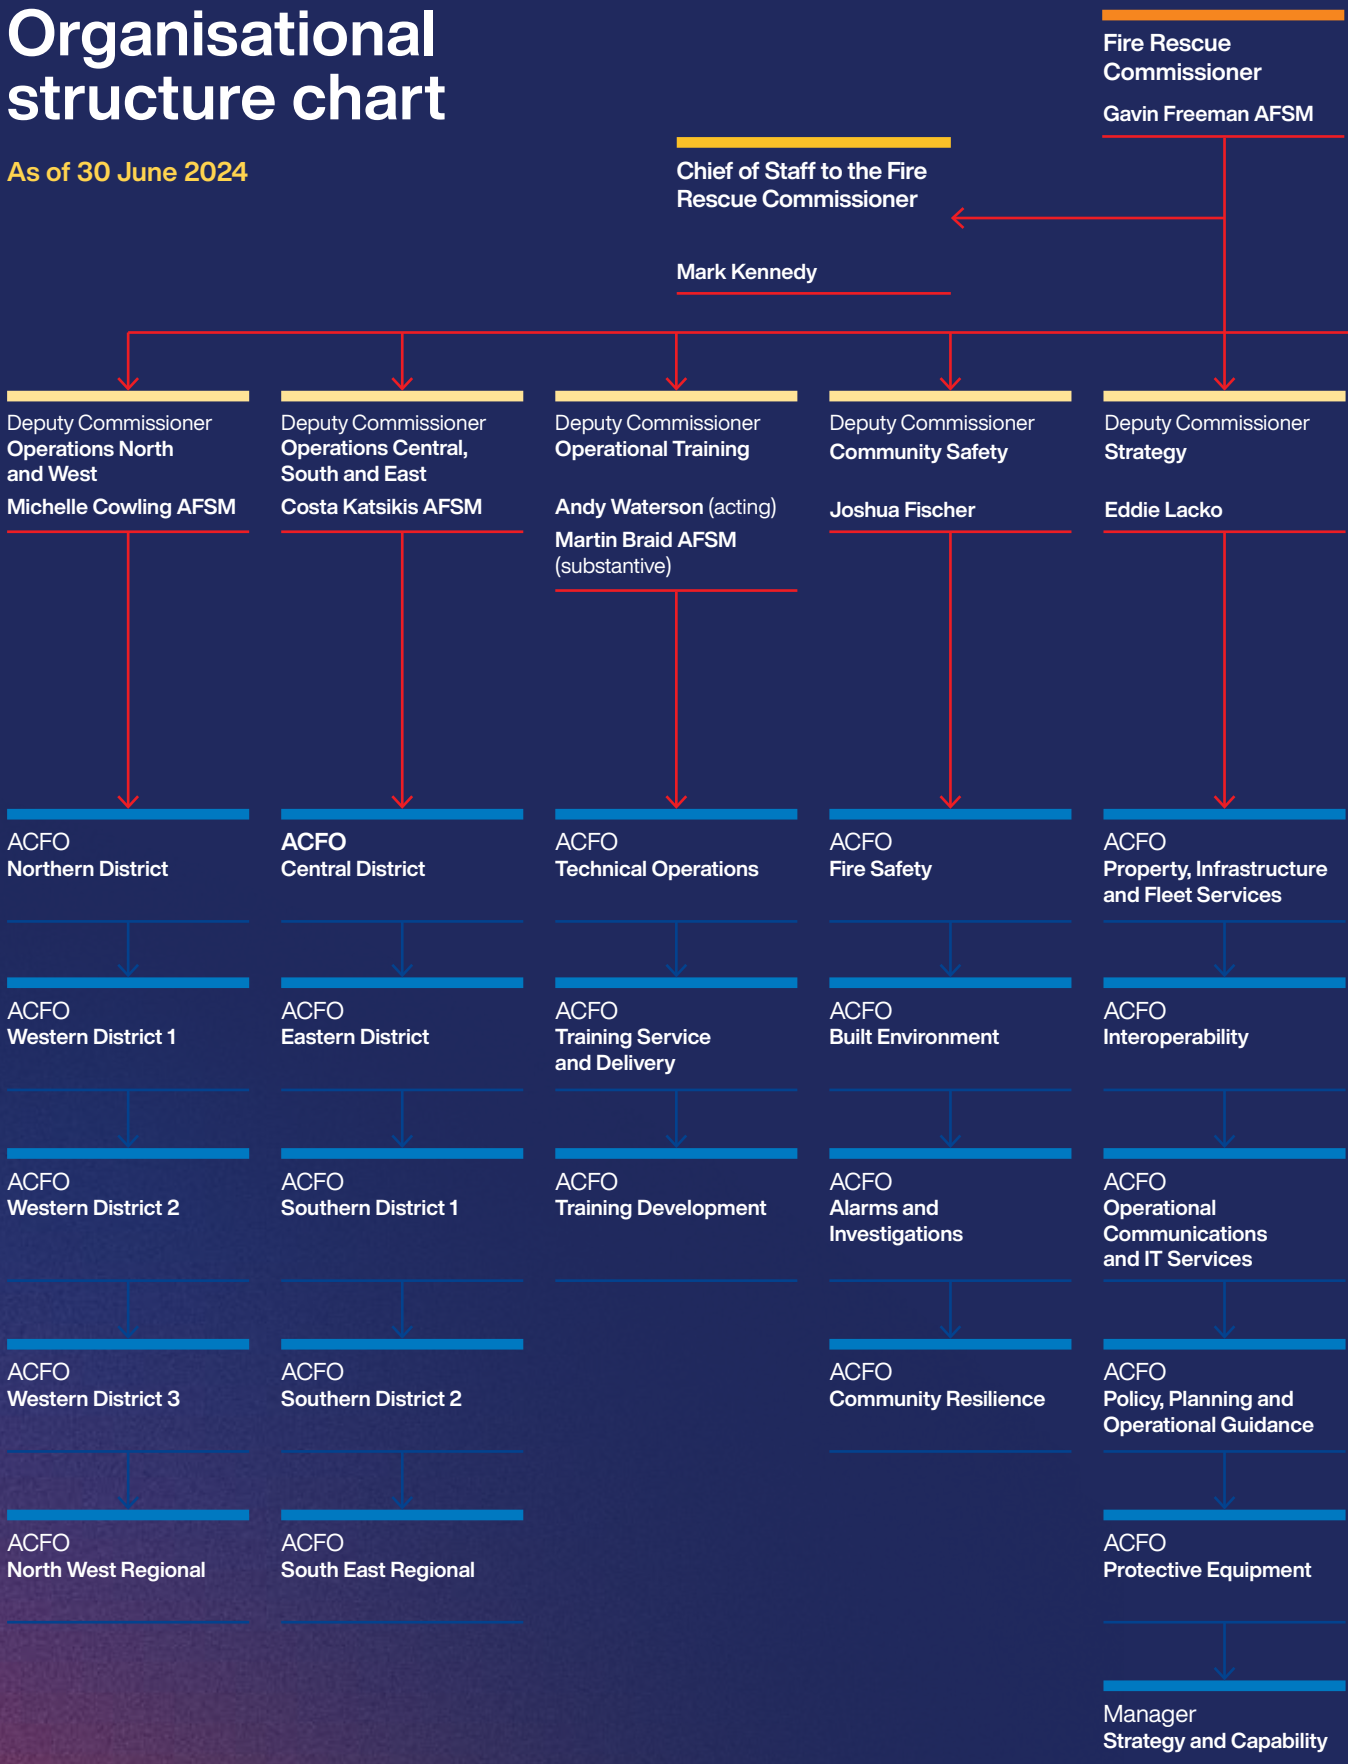 Organisational
structure chart
As of 30 June 2024
Fire Rescue
Commissioner
Gavin Freeman AFSM
Chief of Staff to the Fire
Rescue Commissioner
Mark Kennedy
Deputy Commissioner
Operations North
and West
Michelle Cowling AFSM
Deputy Commissioner
Operations Central,
South and East
Costa Katsikis AFSM
Deputy Commissioner
Operational Training
Andy Waterson (acting)
Martin Braid AFSM
(substantive)
Deputy Commissioner
Community Safety
Joshua Fischer
Deputy Commissioner
Strategy
Eddie Lacko
ACFO
Northern District
ACFO
Central District
ACFO
Technical Operations
ACFO
Fire Safety
ACFO
Property, Infrastructure
and Fleet Services
ACFO
Western District 1
ACFO
Eastern District
ACFO
Training Service
and Delivery
ACFO
Built Environment
ACFO
Interoperability
ACFO
Western District 2
ACFO
Southern District 1
ACFO
Training Development
ACFO
Alarms and
Investigations
ACFO
Operational
Communications
and IT Services
ACFO
Western District 3
ACFO
Southern District 2
ACFO
Community Resilience
ACFO
Policy, Planning and
Operational Guidance
ACFO
North West Regional
ACFO
South East Regional
ACFO
Protective Equipment
Manager
Strategy and Capability